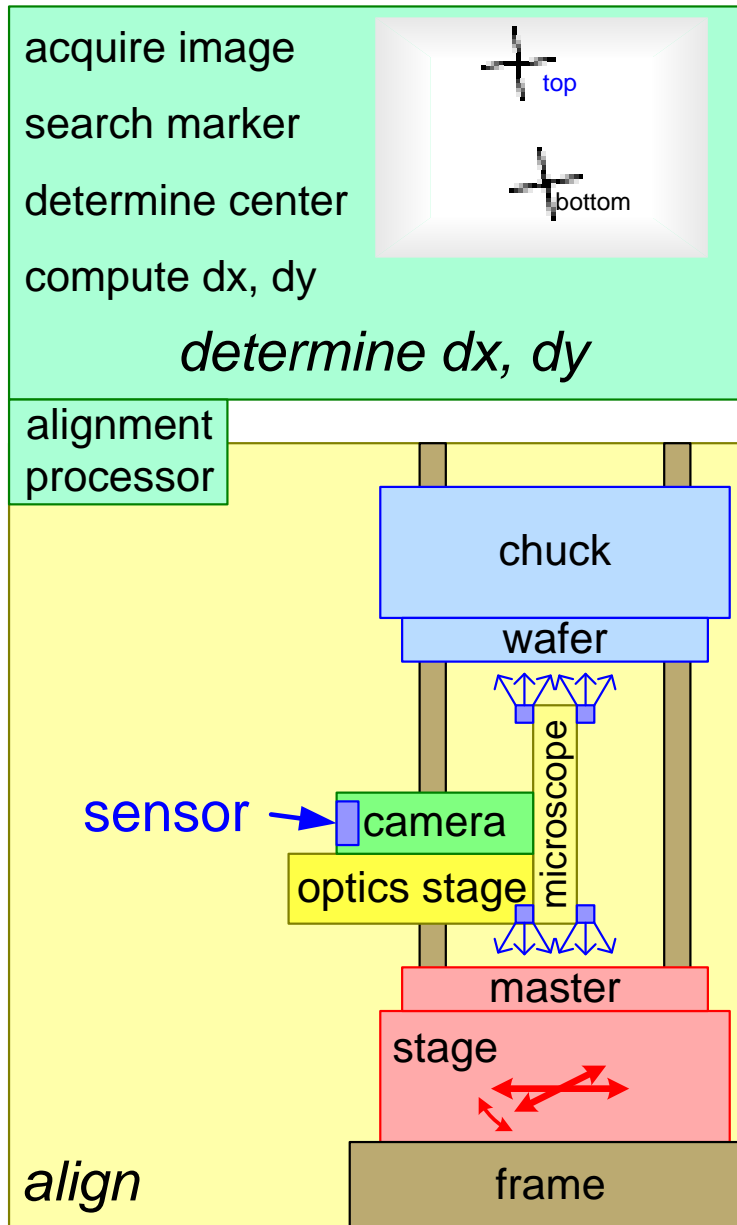 acquire image
top
search marker
determine center
bottom
compute dx, dy
determine dx, dy
alignment
processor
chuck
wafer
microscope
sensor
camera
optics stage
master
stage
align
frame